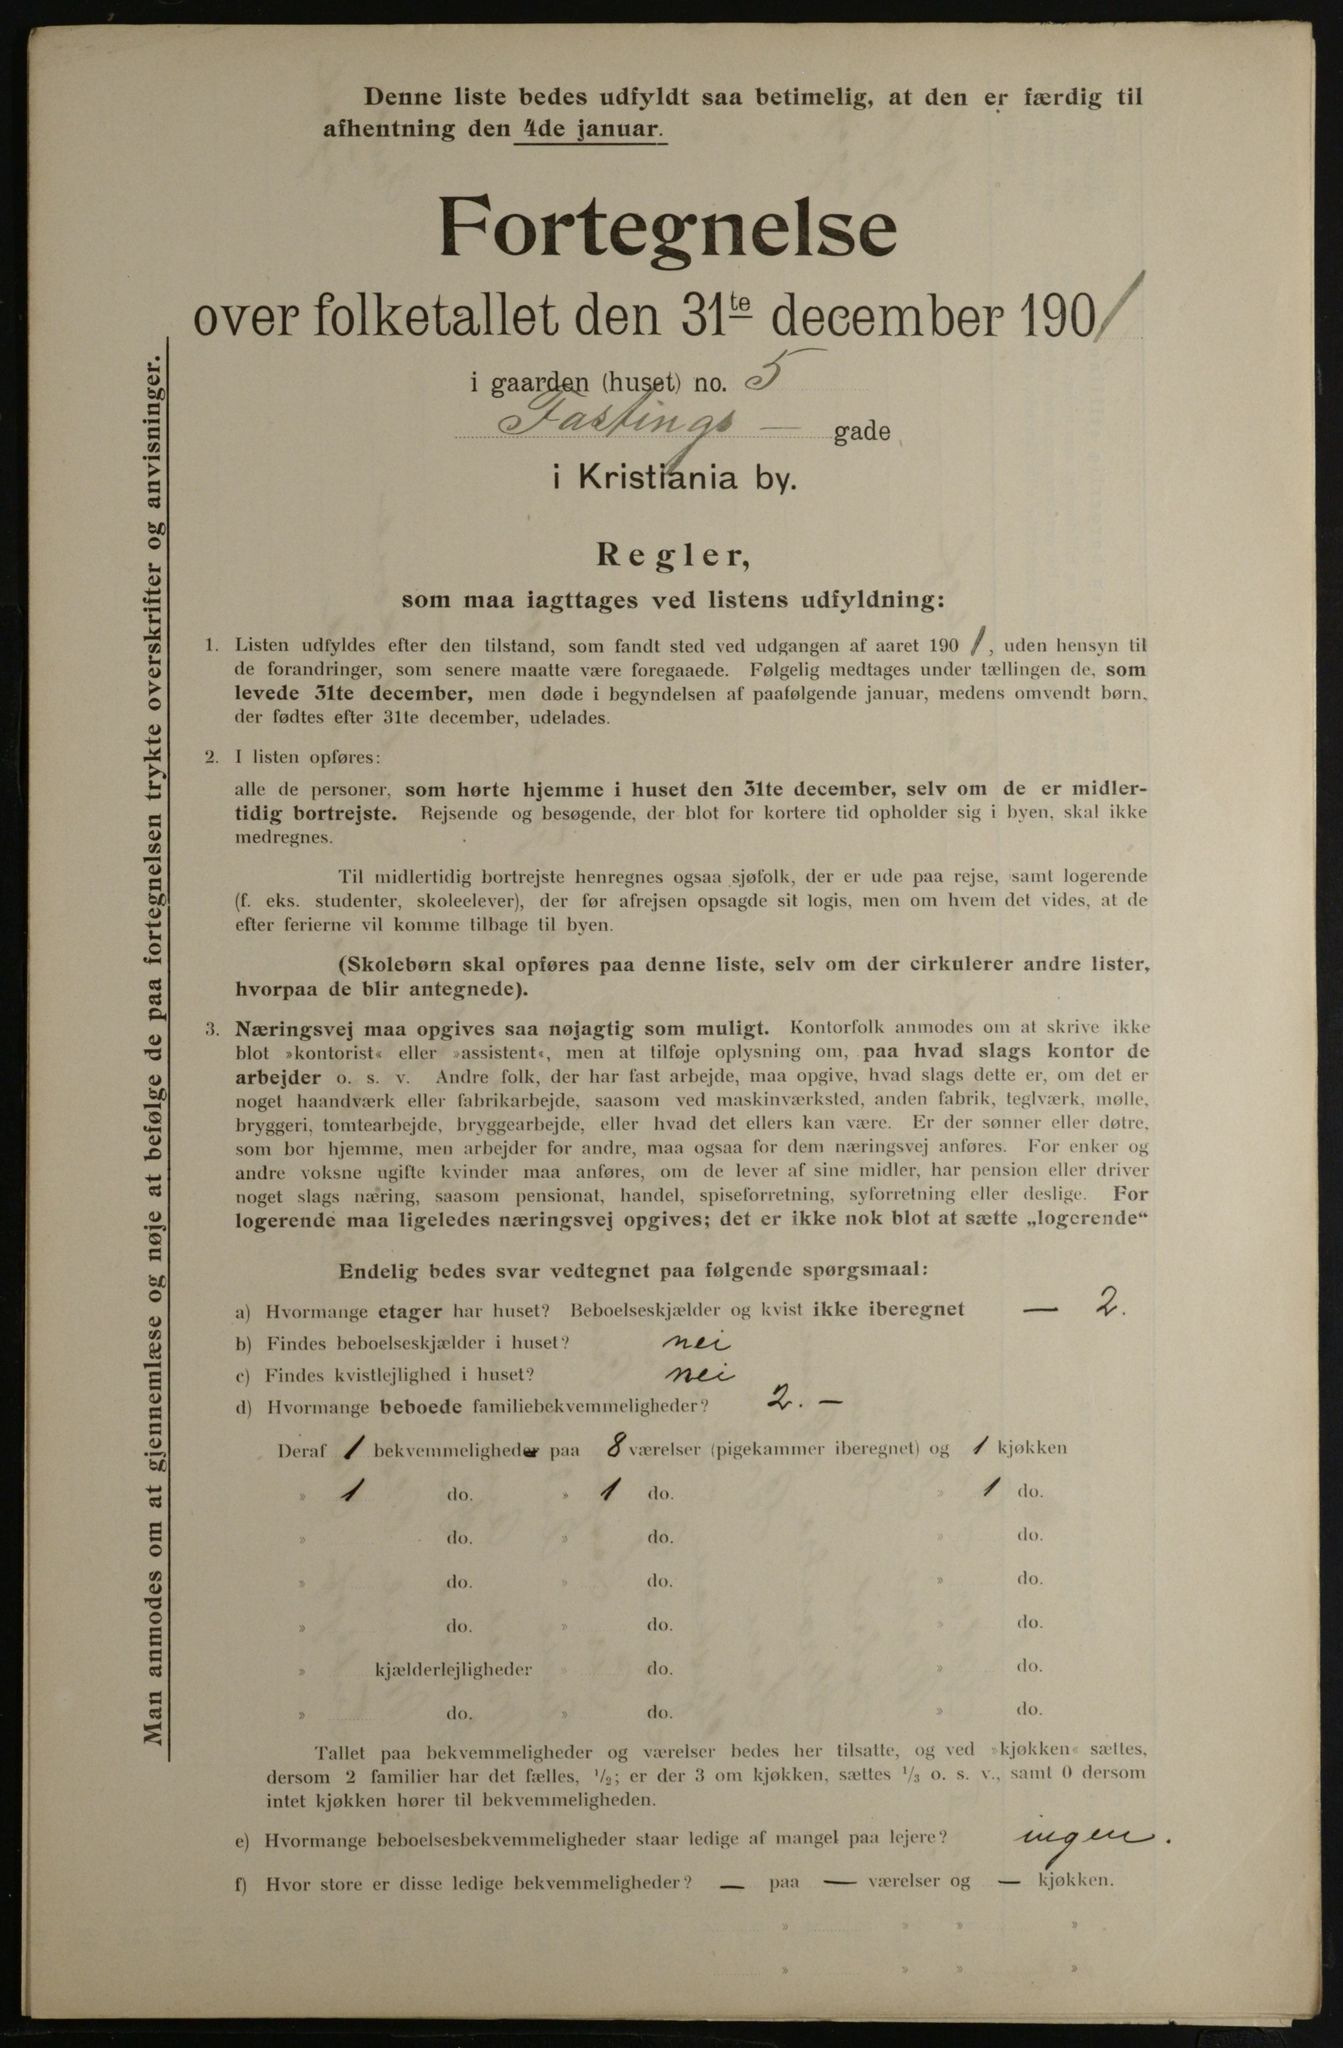 Denne liste bedes udfyldt saa betimelig, at den er færdig til
afhentning den 4de januar.
Fortegnelse
over folketallet den 31te december 1901
i gaarden (huset) no. 5
Fastings — gade
i Kristiania by.
Regler,
som maa iagttages ved listens udfyldning:
1. Listen udfyldes efter den tilstand, som fandt sted ved udgangen af aaret 190 1, uden hensyn til
de forandringer, som senere maatte være foregaaede. Følgelig medtages under tællingen de, som
levede 31te december, men døde i begyndelsen af paafølgende januar, medens omvendt børn,
der fødtes efter 31te december, udelades.
2. I listen opføres:
alle de personer, som hørte hjemme i huset den 31te december, selv om de er midler-
tidig bortrejste. Rejsende og besøgende, der blot for kortere tid opholder sig i byen, skal ikke
medregnes.
Til midlertidig bortrejste henregnes ogsaa sjøfolk, der er ude paa rejse, samt logerende
(f. eks. studenter, skoleelever), der før afrejsen opsagde sit logis, men om hvem det vides, at de
efter ferierne vil komme tilbage til byen.
(Skolebørn skal opføres paa denne liste, selv om der cirkulerer andre lister,
hvorpaa de blir antegnede).
3. Næringsvej maa opgives saa nøjagtig som muligt. Kontorfolk anmodes om at skrive ikke
blot »kontorist« eller »assistent«, men at tilføje oplysning om, paa hvad slags kontor de
arbejder o. s. v. Andre folk, der har fast arbejde, maa opgive, hvad slags dette er, om det er
noget haandværk eller fabrikarbejde, saasom ved maskinværksted, anden fabrik, teglværk, mølle,
bryggeri, tomtearbejde, bryggearbejde, eller hvad det ellers kan være. Er der sønner eller døtre,
som bor hjemme, men arbejder for andre, maa ogsaa for dem næringsvej anføres. For enker og
andre voksne ugifte kvinder maa anføres, om de lever af sine midler, har pension eller driver
noget slags næring, saasom pensionat, handel, spiseforretning, syforretning eller deslige. For
logerende maa ligeledes næringsvej opgives; det er ikke nok blot at sætte „logerende“
Endelig bedes svar vedtegnet paa følgende spørgsmaal:
a) Hvormange etager har huset? Beboelseskjælder og kvist ikke iberegnet — 2.
b) Findes beboelseskjælder i huset? nei
c) Findes kvistlejlighed i huset? nei
d) Hvormange beboede familiebekvemmeligheder? 2. —
Deraf 1 bekvemmeligheder paa 8 værelser (pigekammer iberegnet) og 1 kjøkken
» 1 do. » 1 do. » 1 do.
» do. » do. » do.
» do. » do. » do.
» do. » do. » do.
» kjælderlejligheder » do. » do.
» do. » do. » do.
Tallet paa bekvemmeligheder og værelser bedes her tilsatte, og ved »kjøkken« sættes,
dersom 2 familier har det fælles, 1/2; er der 3 om kjøkken, sættes 1/3 o. s. v., samt 0 dersom
intet kjøkken hører til bekvemmeligheden.
e) Hvormange beboelsesbekvemmeligheder staar ledige af mangel paa lejere? ingen.
f) Hvor store er disse ledige bekvemmeligheder? — paa — værelser og — kjøkken.
» » » »
» » » »
Man anmodes om at gjennemlæse og nøje at befølge de paa fortegnelsen trykte overskrifter og anvisninger.